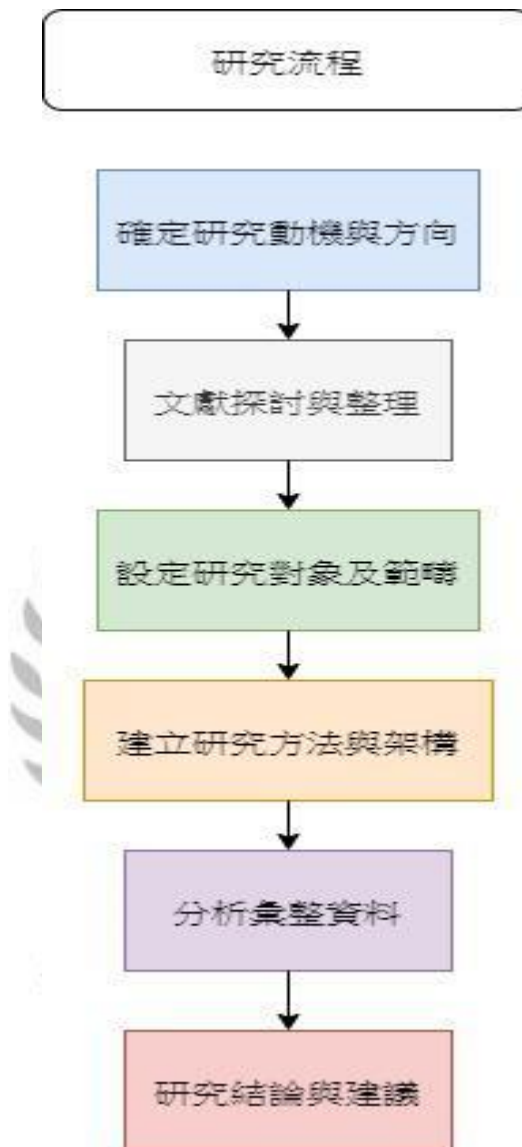 研究流程
確定研究動機與方向
文獻探討與整理
設定研究對象及範疇
建立研究方法與架構
分析彙整資料
研究結論與建議